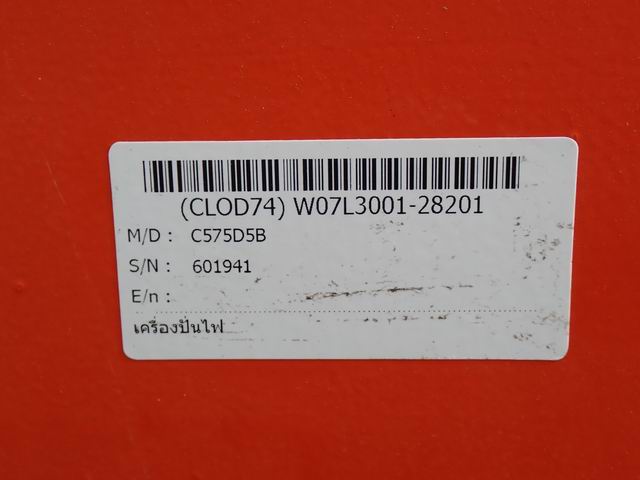 (CLOD74) W07L3001-28201
M/D : C575D5B
S/N : 601941
E/n :
เครื่องปั่นไฟ